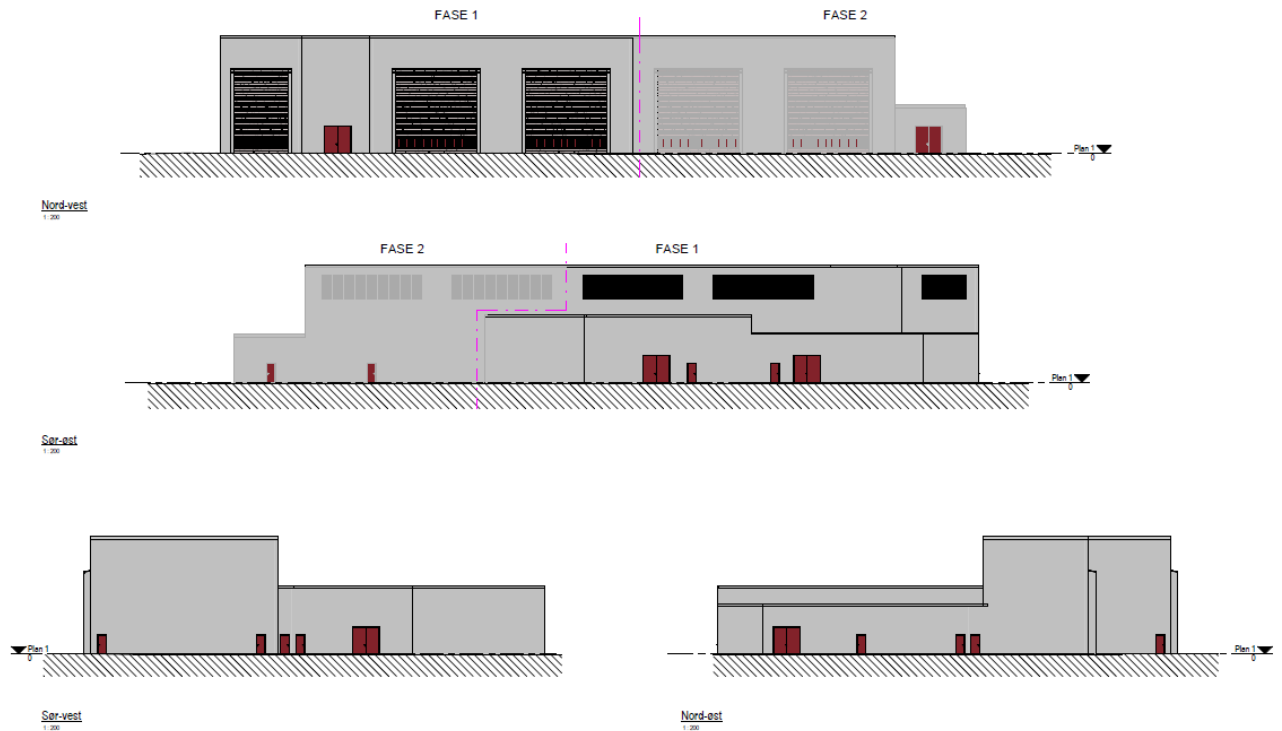 FASE 1 FASE 2
Plan 1
0
Nord-vest
1 : 200
FASE 2 FASE 1
Plan 1
0
Sør-øst
1 : 200
Plan 1
0
Plan 1
0
Sør-vest
1 : 200
Nord-øst
1 : 200